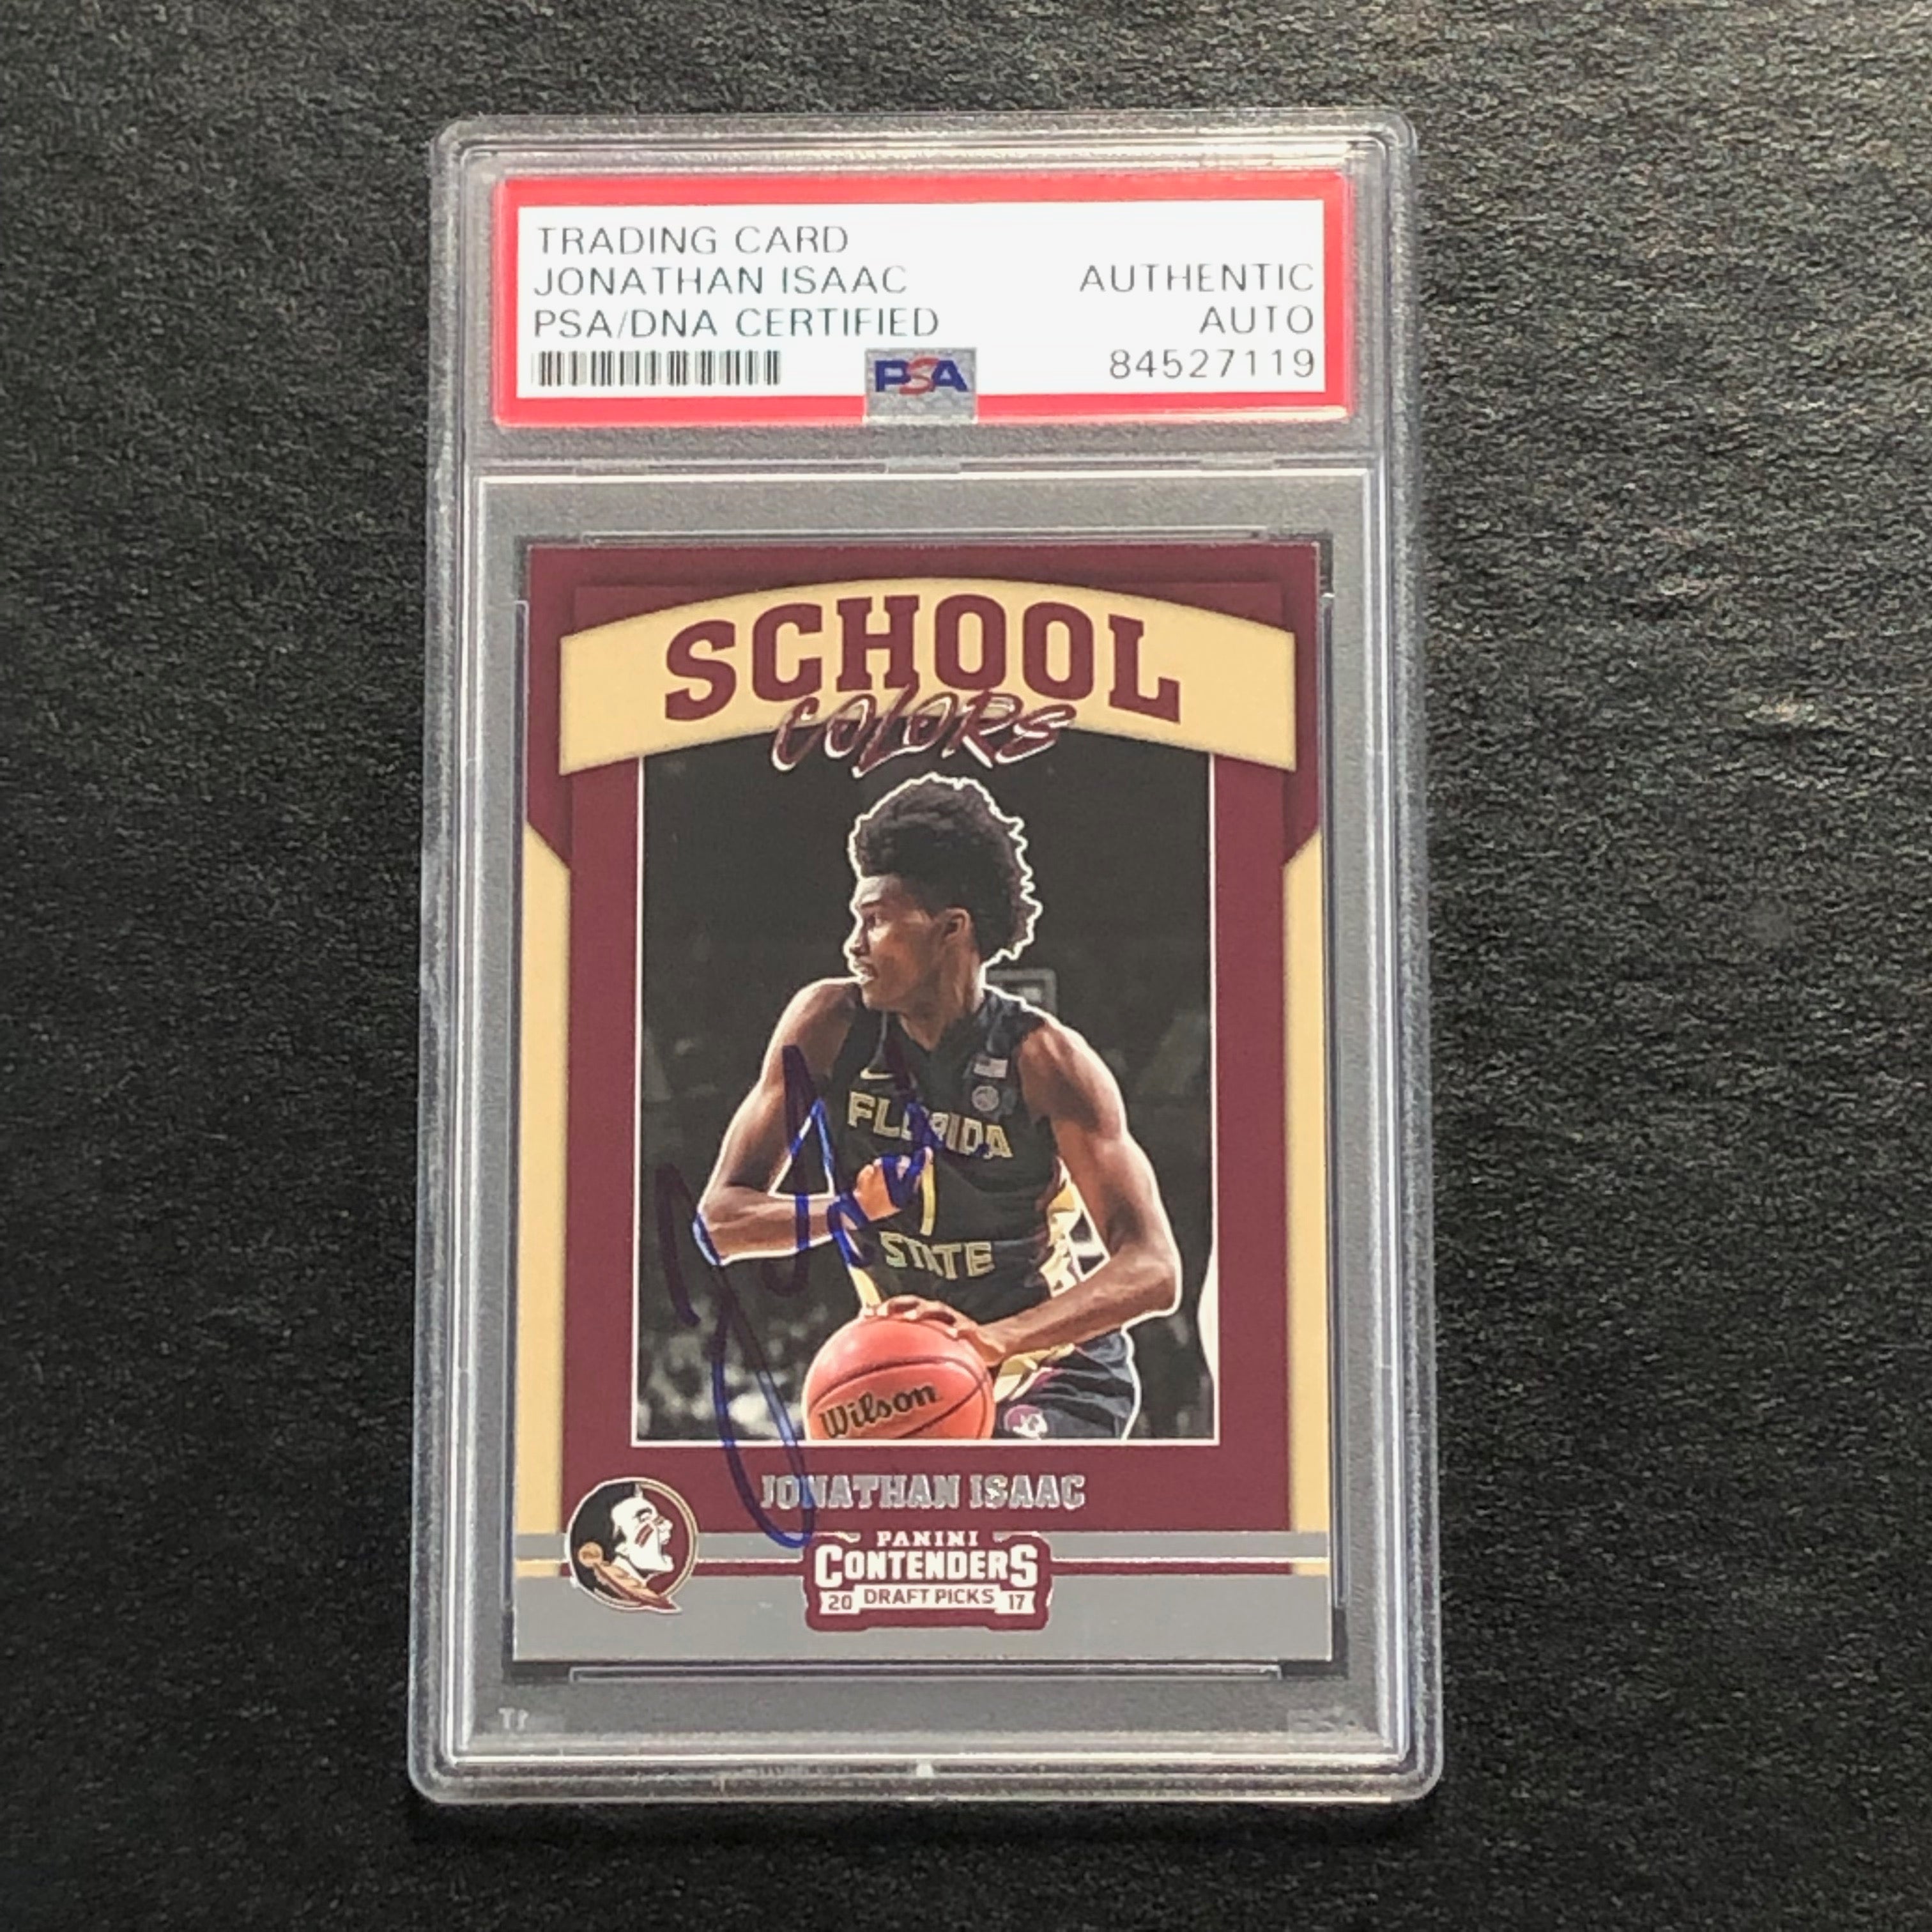 TRADING CARD
JONATHAN ISAAC AUTHENTIC
PSA/DNA CERTIFIED AUTO
PSA 84527119
SCHOOL
COLORS
FLORIDA
1
STATE
Wilson
JONATHAN ISAAC
PANINI
CONTENDERS
20 DRAFT PICKS 17